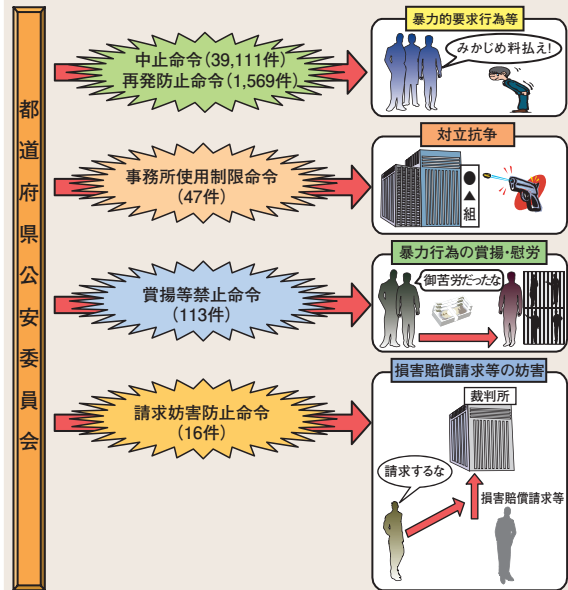 都道府県公安委員会
中止命令(39,111件)
再発防止命令(1,569件)
暴力的要求行為等
みかじめ料払え!
事務所使用制限命令
(47件)
対立抗争
●▲組
賞揚等禁止命令
(113件)
暴力行為の賞揚・慰労
御苦労だったな
請求妨害防止命令
(16件)
損害賠償請求等の妨害
裁判所
請求するな
損害賠償請求等